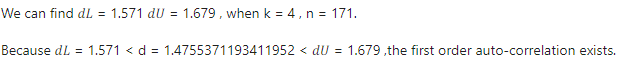 We can find dL = 1.571 dU = 1.679 , when k = 4 , n = 171.
Because dL = 1.571 < d = 1.4755371193411952 < dU = 1.679 ,the first order auto-correlation exists.